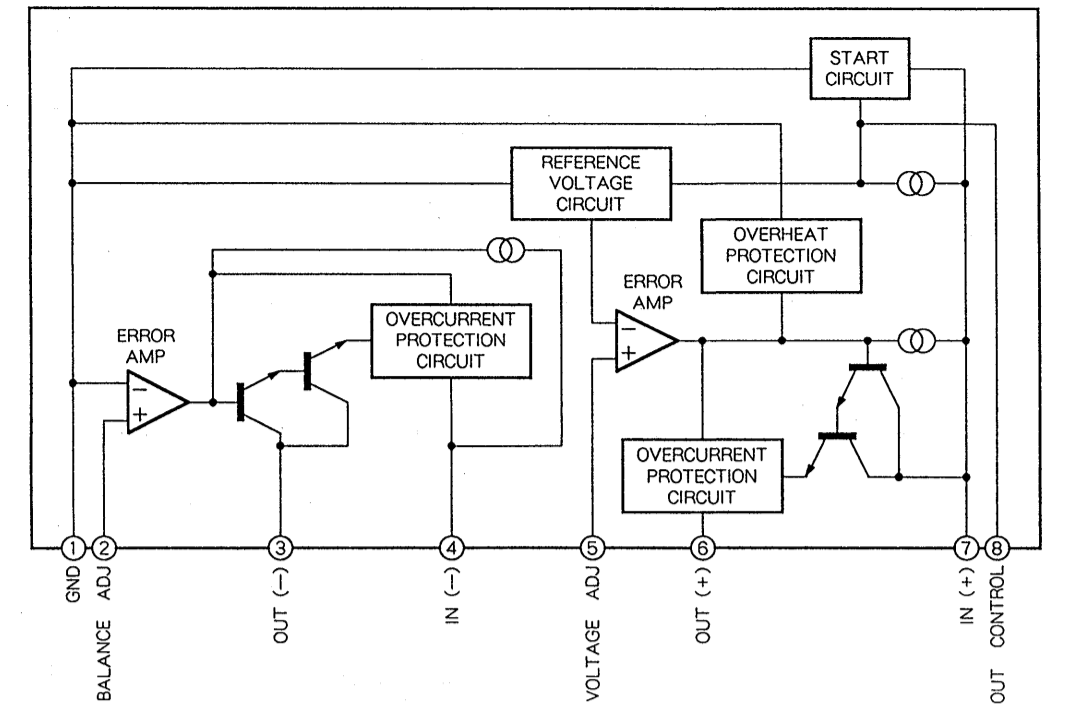 START
CIRCUIT
REFERENCE
VOLTAGE
CIRCUIT
OVERHEAT
PROTECTION
CIRCUIT
ERROR
AMP
−
+
OVERCURRENT
PROTECTION
CIRCUIT
ERROR
AMP
−
+
OVERCURRENT
PROTECTION
CIRCUIT
1
2
3
4
5
6
7
8
GND
BALANCE ADJ
OUT (−)
IN (−)
VOLTAGE ADJ
OUT (+)
IN (+)
OUT CONTROL